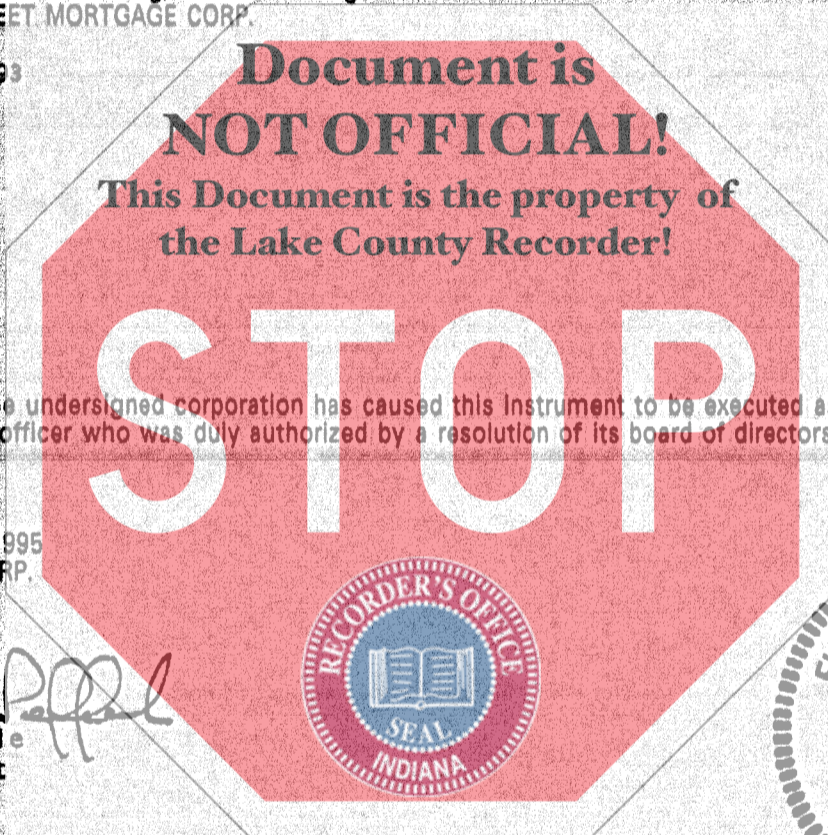 EET MORTGAGE CORP.
Document is
93
NOT OFFICIAL!
This Document is the property of
the Lake County Recorder!
STOP
undersigned corporation has caused this Instrument to be executed
officer who was duly authorized by a resolution of its board of directors
995
RP.
RECORDER'S OFFICE
SEAL
INDIANA